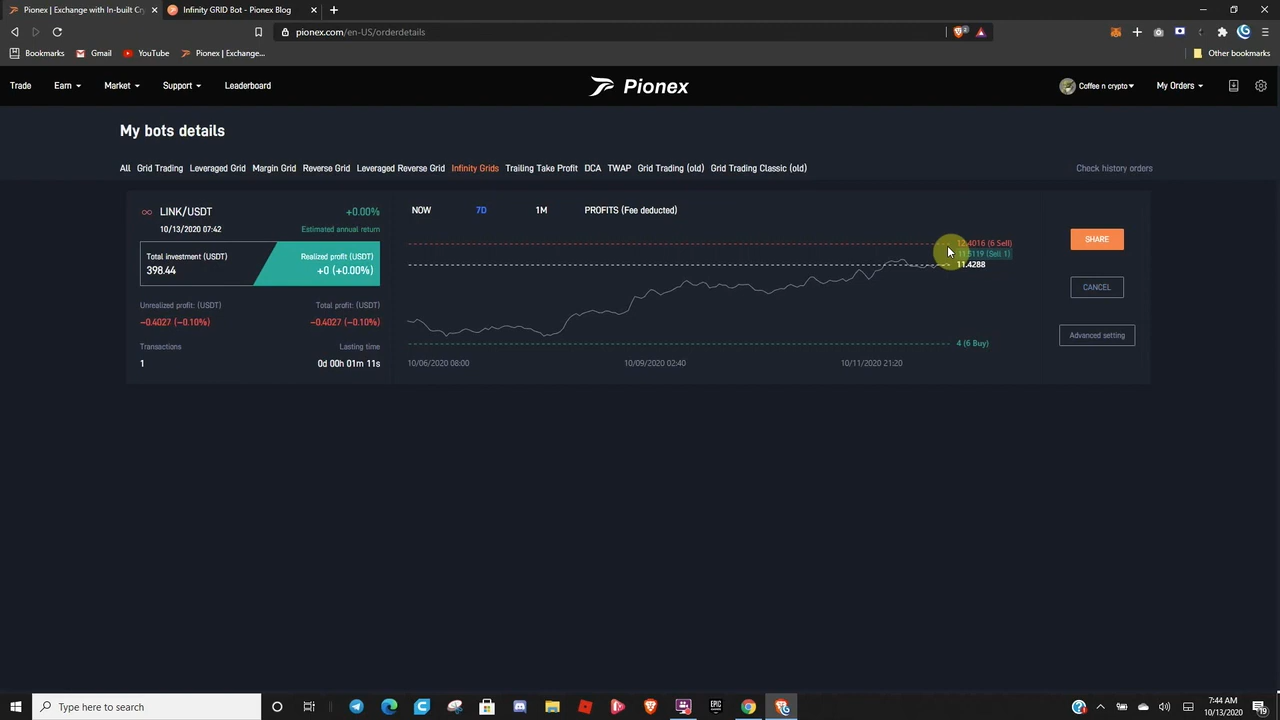 Pionex | Exchange with In-built Cr
Infinity GRID Bot - Pionex Blog
pionex.com/en-US/orderdetails
Bookmarks
Gmail
YouTube
Pionex | Exchange...
Other bookmarks
Trade
Earn
Market
Support
Leaderboard
Pionex
Coffee n crypto
My Orders
My bots details
All
Grid Trading
Leveraged Grid
Margin Grid
Reverse Grid
Leveraged Reverse Grid
Infinity Grids
Trailing Take Profit
DCA
TWAP
Grid Trading (old)
Grid Trading Classic (old)
Check history orders
LINK/USDT
+0.00%
10/13/2020 07:42
Estimated annual return
Total investment (USDT)
398.44
Realized profit (USDT)
+0 (+0.00%)
Unrealized profit: (USDT)
Total profit: (USDT)
-0.4027 (-0.10%)
-0.4027 (-0.10%)
Transactions
Lasting time
1
0d 00h 01m 11s
NOW
7D
1M
PROFITS (Fee deducted)
12.4016 (6 Sell)
11.5119 (Sell 1)
11.4288
4 (6 Buy)
10/06/2020 08:00
10/09/2020 02:40
10/11/2020 21:20
SHARE
CANCEL
Advanced setting
Type here to search
EPIC
7:44 AM
10/13/2020